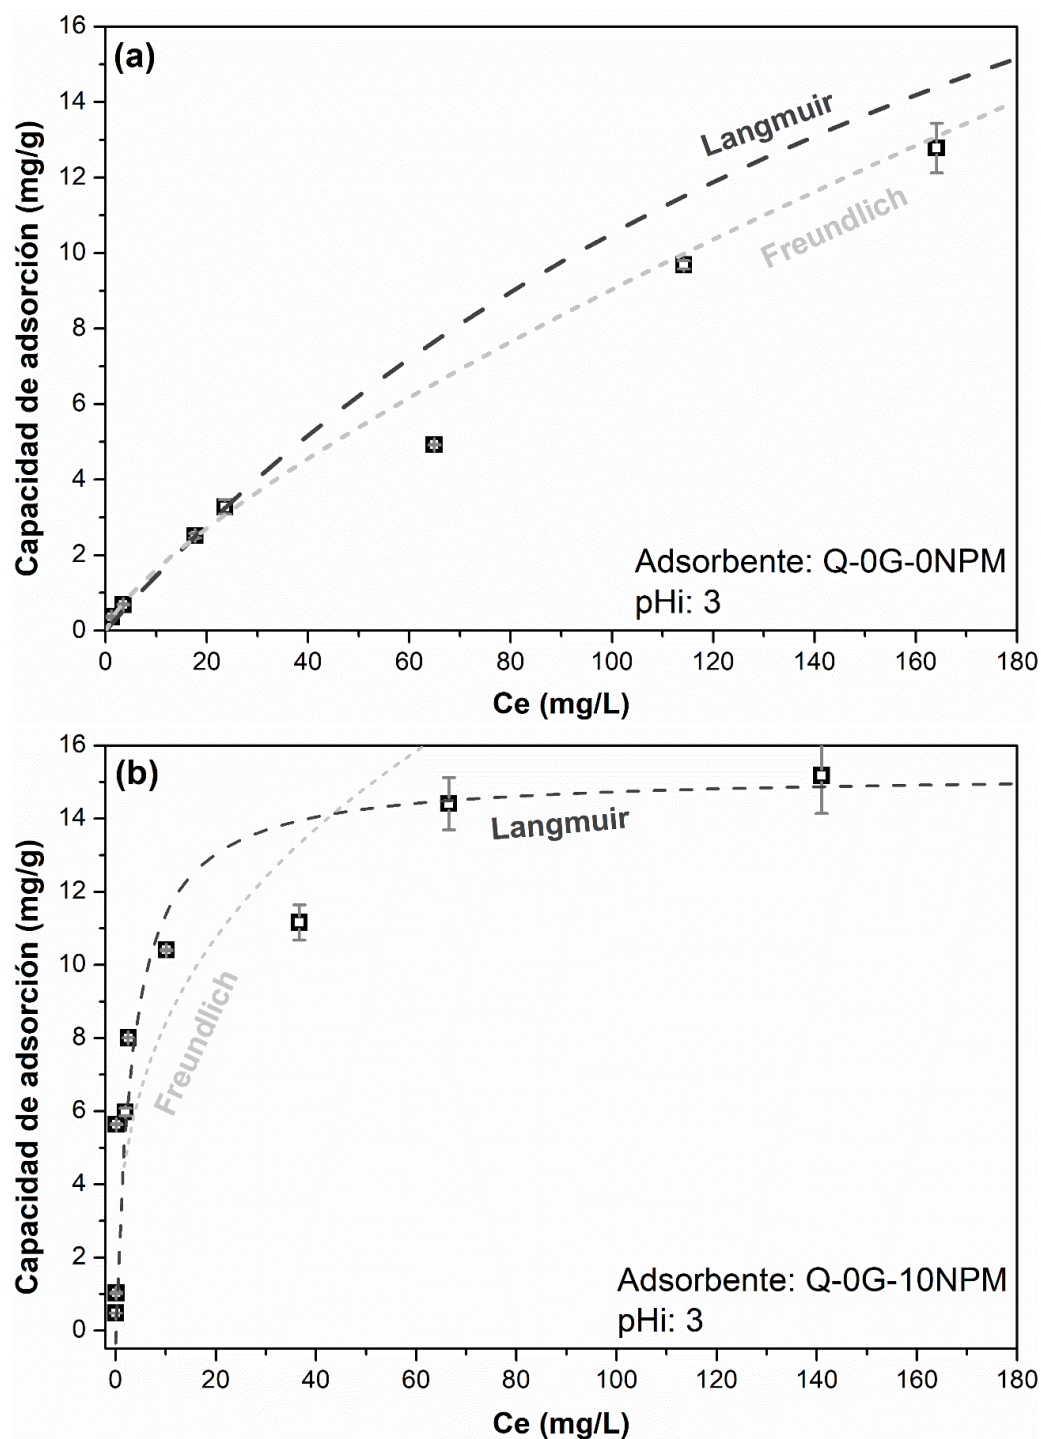 (a)
16
14
12
10
8
6
4
2
0
Capacidad de adsorción (mg/g)
Langmuir
Freundlich
Adsorbente: Q-0G-0NPM
pHi: 3
0 20 40 60 80 100 120 140 160 180
Ce (mg/L)
(b)
16
14
12
10
8
6
4
2
0
Capacidad de adsorción (mg/g)
Langmuir
Freundlich
Adsorbente: Q-0G-10NPM
pHi: 3
0 20 40 60 80 100 120 140 160 180
Ce (mg/L)